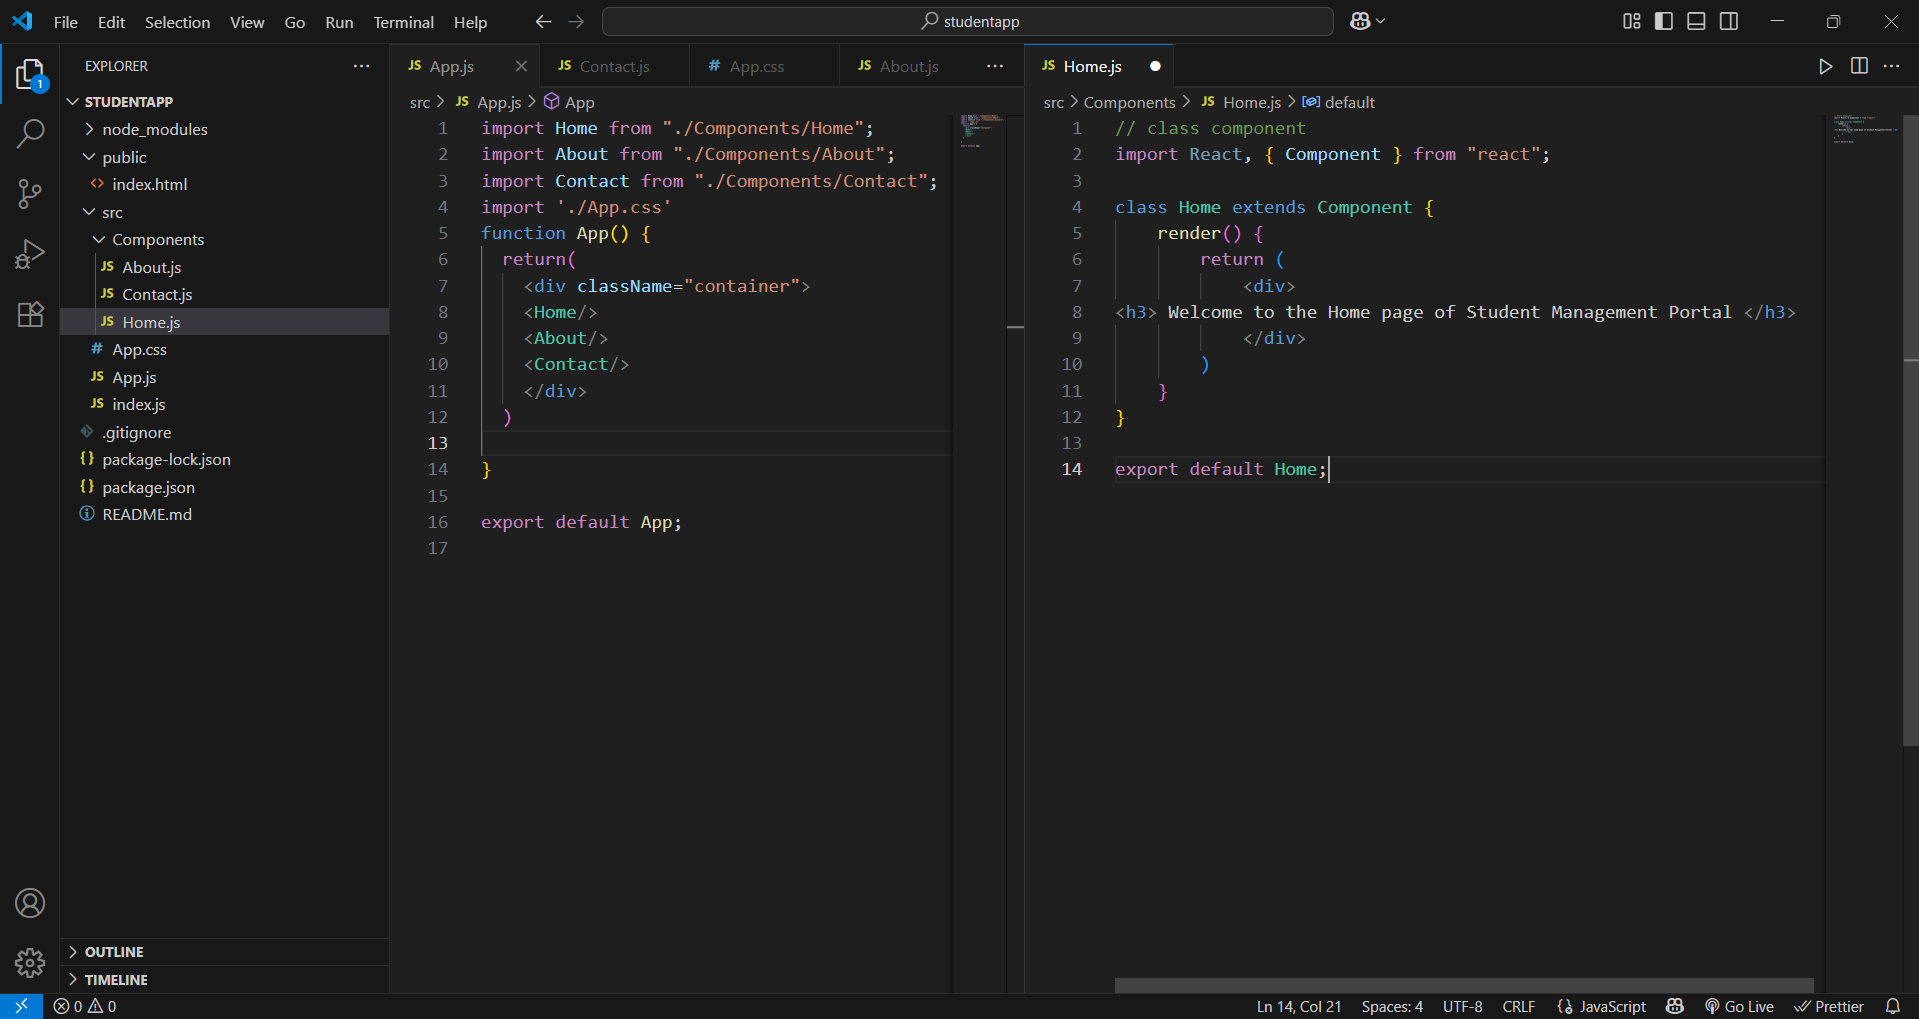 File Edit Selection View Go Run Terminal Help
studentapp
EXPLORER
1
STUDENTAPP
node_modules
public
index.html
src
Components
JS About.js
JS Contact.js
JS Home.js
# App.css
JS App.js
JS index.js
.gitignore
{} package-lock.json
{} package.json
README.md
OUTLINE
TIMELINE
JS App.js JS Contact.js # App.css JS About.js
src > JS App.js > App
1 import Home from "./Components/Home";
2 import About from "./Components/About";
3 import Contact from "./Components/Contact";
4 import './App.css'
5 function App() {
6 return(
7 <div className="container">
8 <Home/>
9 <About/>
10 <Contact/>
11 </div>
12 )
13
14 }
15
16 export default App;
17
JS Home.js
src > Components > JS Home.js > default
1 // class component
2 import React, { Component } from "react";
3
4 class Home extends Component {
5 render() {
6 return (
7 <div>
8 <h3> Welcome to the Home page of Student Management Portal </h3>
9 </div>
10 )
11 }
12 }
13
14 export default Home;
0 0 Ln 14, Col 21 Spaces: 4 UTF-8 CRLF JavaScript Go Live Prettier